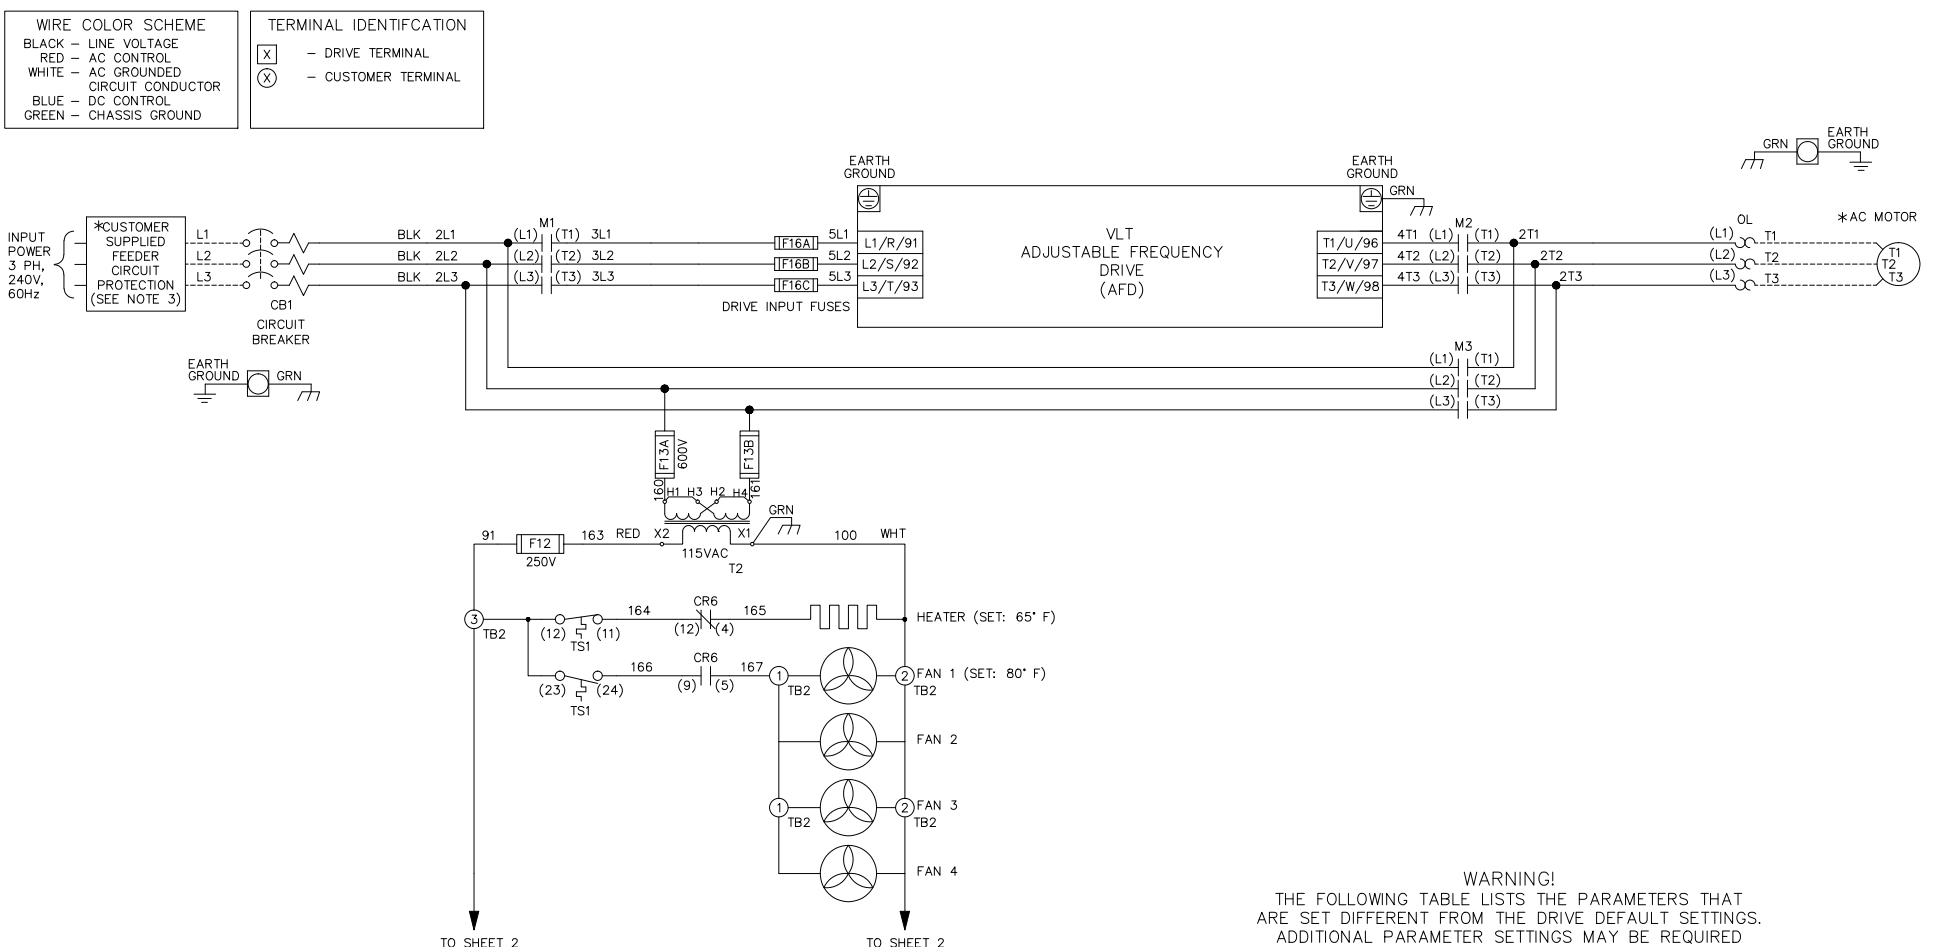 WIRE COLOR SCHEME
BLACK – LINE VOLTAGE
RED – AC CONTROL
WHITE – AC GROUNDED
CIRCUIT CONDUCTOR
BLUE – DC CONTROL
GREEN – CHASSIS GROUND
TERMINAL IDENTIFCATION
X – DRIVE TERMINAL
X – CUSTOMER TERMINAL
INPUT
POWER
3 PH,
240V,
60Hz
*CUSTOMER
SUPPLIED
FEEDER
CIRCUIT
PROTECTION
(SEE NOTE 3)
L1
L2
L3
CB1
CIRCUIT
BREAKER
EARTH
GROUND
GRN
BLK 2L1
BLK 2L2
BLK 2L3
M1
(L1) (T1) 3L1
(L2) (T2) 3L2
(L3) (T3) 3L3
F16A 5L1
F16B 5L2
F16C 5L3
DRIVE INPUT FUSES
EARTH
GROUND
L1/R/91
L2/S/92
L3/T/93
VLT
ADJUSTABLE FREQUENCY
DRIVE
(AFD)
EARTH
GROUND
GRN
T1/U/96
T2/V/97
T3/W/98
M2
4T1 (L1) (T1) 2T1
4T2 (L2) (T2) 2T2
4T3 (L3) (T3) 2T3
M3
(L1) (T1)
(L2) (T2)
(L3) (T3)
GRN
EARTH
GROUND
OL
(L1) T1
(L2) T2
(L3) T3
*AC MOTOR
T1
T2
T3
F13A
600V
F13B
160
161
H1 H3 H2 H4
GRN
91
F12
250V
163 RED X2
X1
115VAC
T2
100 WHT
3
TB2
(12) (11)
TS1
164
CR6
(12) (4)
165
HEATER (SET: 65° F)
(23) (24)
TS1
166
CR6
(9) (5)
167
1
TB2
2
TB2
FAN 1 (SET: 80° F)
FAN 2
1
TB2
2
TB2
FAN 3
FAN 4
TO SHEET 2
TO SHEET 2
WARNING!
THE FOLLOWING TABLE LISTS THE PARAMETERS THAT
ARE SET DIFFERENT FROM THE DRIVE DEFAULT SETTINGS.
ADDITIONAL PARAMETER SETTINGS MAY BE REQUIRED